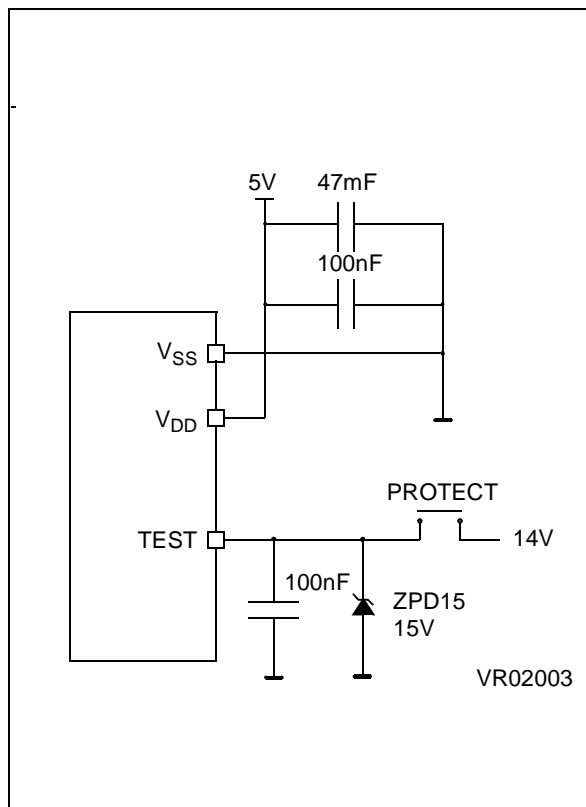 5V
47mF
100nF
VSS
VDD
PROTECT
TEST
14V
100nF
ZPD15
15V
VR02003